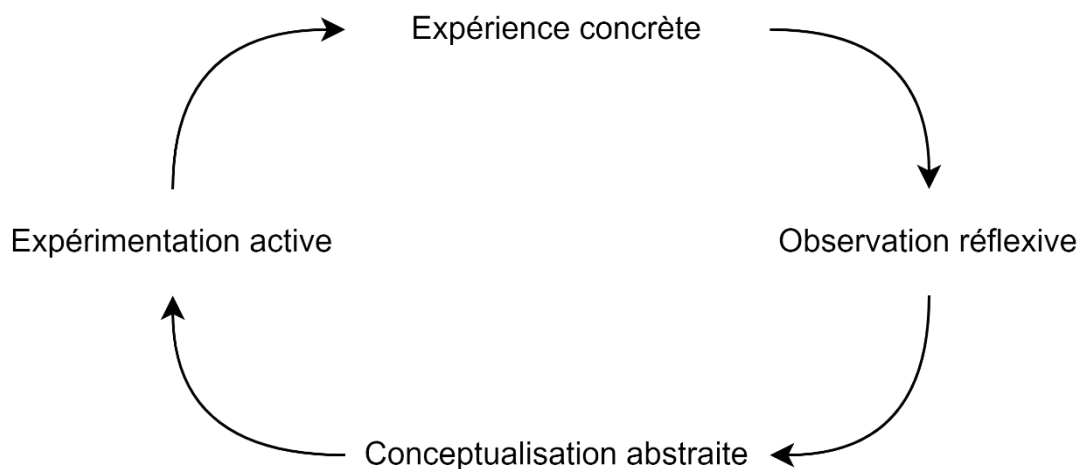 Expérience concrète
Expérimentation active
Observation réflexive
Conceptualisation abstraite